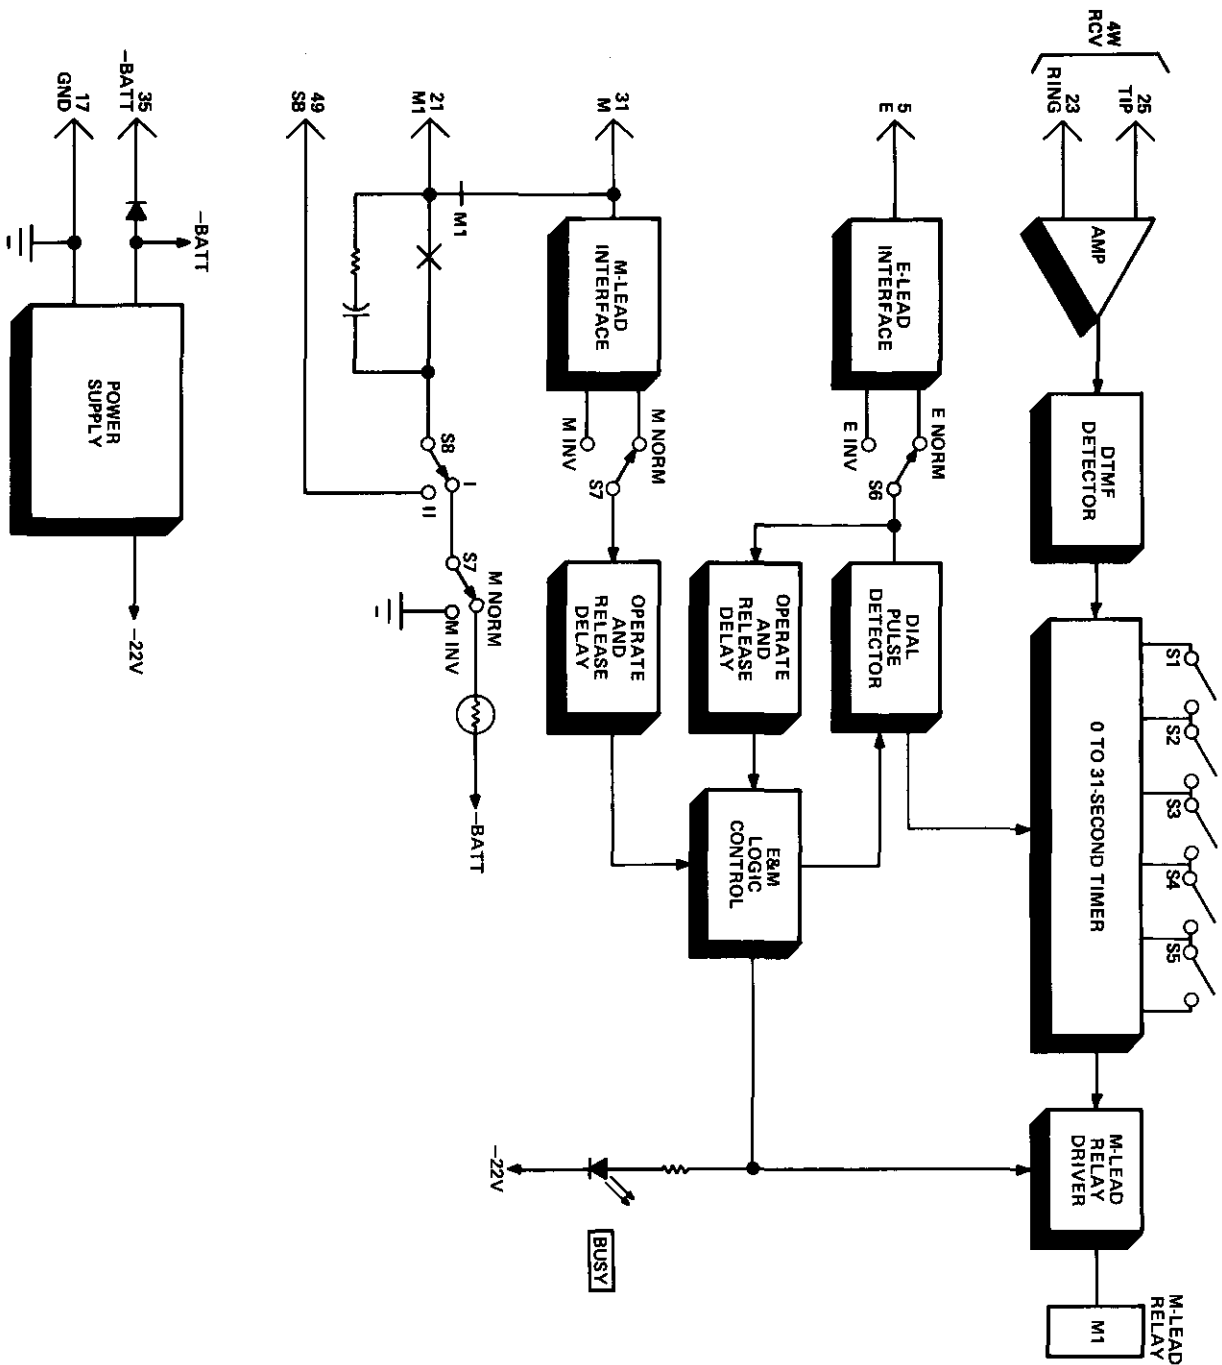 4W
RCV
TIP
25
23
RING
AMP
DTMF
DETECTOR
S1
S2
S3
S4
S5
0 TO 31-SECOND TIMER
M-LEAD
RELAY
DRIVER
M-LEAD
RELAY
M1
5
E
E-LEAD
INTERFACE
E NORM
E INV
S6
DIAL
PULSE
DETECTOR
OPERATE
AND
RELEASE
DELAY
E&M
LOGIC
CONTROL
31
M
M-LEAD
INTERFACE
M NORM
M INV
S7
OPERATE
AND
RELEASE
DELAY
BUSY
-22V
M1
21
M1
S8
I
II
S7
M NORM
M INV
-BATT
49
SB
-BATT
35
-BATT
17
GND
POWER
SUPPLY
-22V